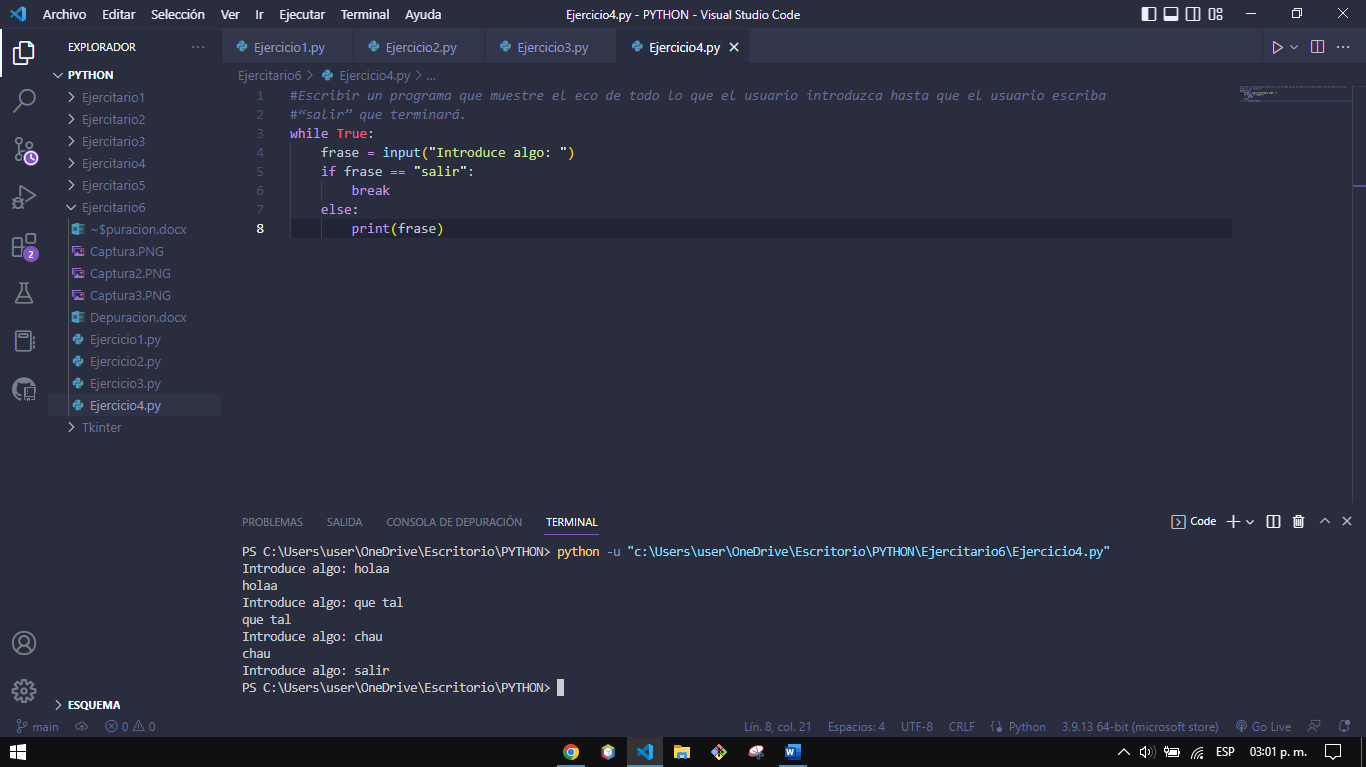 Archivo Editar Selección Ver Ir Ejecutar Terminal Ayuda
Ejercicio4.py - PYTHON - Visual Studio Code
EXPLORADOR
PYTHON
Ejercitario1
Ejercitario2
Ejercitario3
Ejercitario4
Ejercitario5
Ejercitario6
~$puracion.docx
Captura.PNG
Captura2.PNG
Captura3.PNG
Depuracion.docx
Ejercicio1.py
Ejercicio2.py
Ejercicio3.py
Ejercicio4.py
Tkinter
ESQUEMA
2
Ejercicio1.py Ejercicio2.py Ejercicio3.py Ejercicio4.py
Ejercitario6 > Ejercicio4.py > ...
1 #Escribir un programa que muestre el eco de todo lo que el usuario introduzca hasta que el usuario escriba
2 #“salir” que terminará.
3 while True:
4 frase = input("Introduce algo: ")
5 if frase == "salir":
6 break
7 else:
8 print(frase)
PROBLEMAS SALIDA CONSOLA DE DEPURACIÓN TERMINAL
Code
PS C:\Users\user\OneDrive\Escritorio\PYTHON> python -u "c:\Users\user\OneDrive\Escritorio\PYTHON\Ejercitario6\Ejercicio4.py"
Introduce algo: holaa
holaa
Introduce algo: que tal
que tal
Introduce algo: chau
chau
Introduce algo: salir
PS C:\Users\user\OneDrive\Escritorio\PYTHON>
main 0 0 Lín. 8, col. 21 Espacios: 4 UTF-8 CRLF Python 3.9.13 64-bit (microsoft store) Go Live
ESP 03:01 p. m.